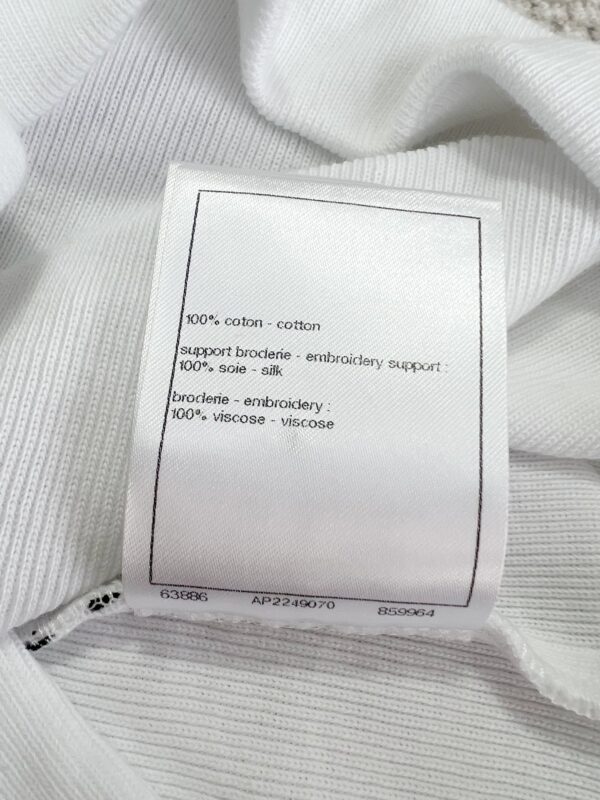 100% coton - cotton
support broderie - embroidery support :
100% soie - silk
broderie - embroidery :
100% viscose - viscose
63886 AP2249070 859964